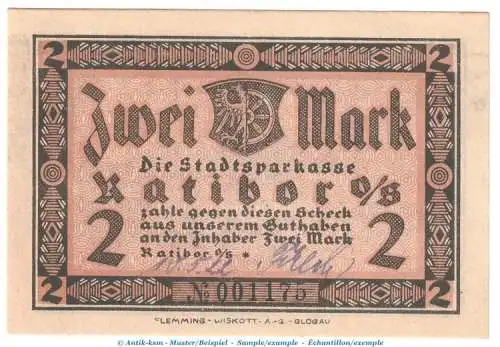 2 2
Zwei Mark
Die Stadtsparkasse
Ratibor O/S
2 zahle gegen diesen Scheck 2
aus unserem Guthaben
an den Inhaber Zwei Mark
Ratibor O/S *
2 № 001175 2
FLEMMING-WISKOTT-A-G-GLOGAU
© Antik-ksm - Muster/Beispiel - Sample/exemple - Échantillon/exemple